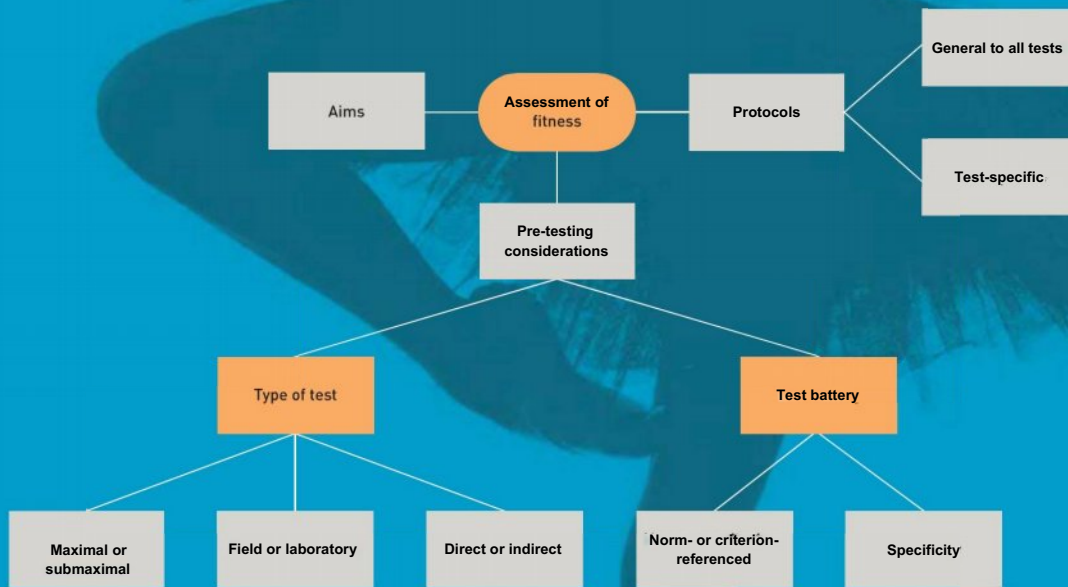 General to all tests
Aims
Assessment of
fitness
Protocols
Test-specific
Pre-testing
considerations
Type of test
Test battery
Maximal or
submaximal
Field or laboratory
Direct or indirect
Norm- or criterion-
referenced
Specificity